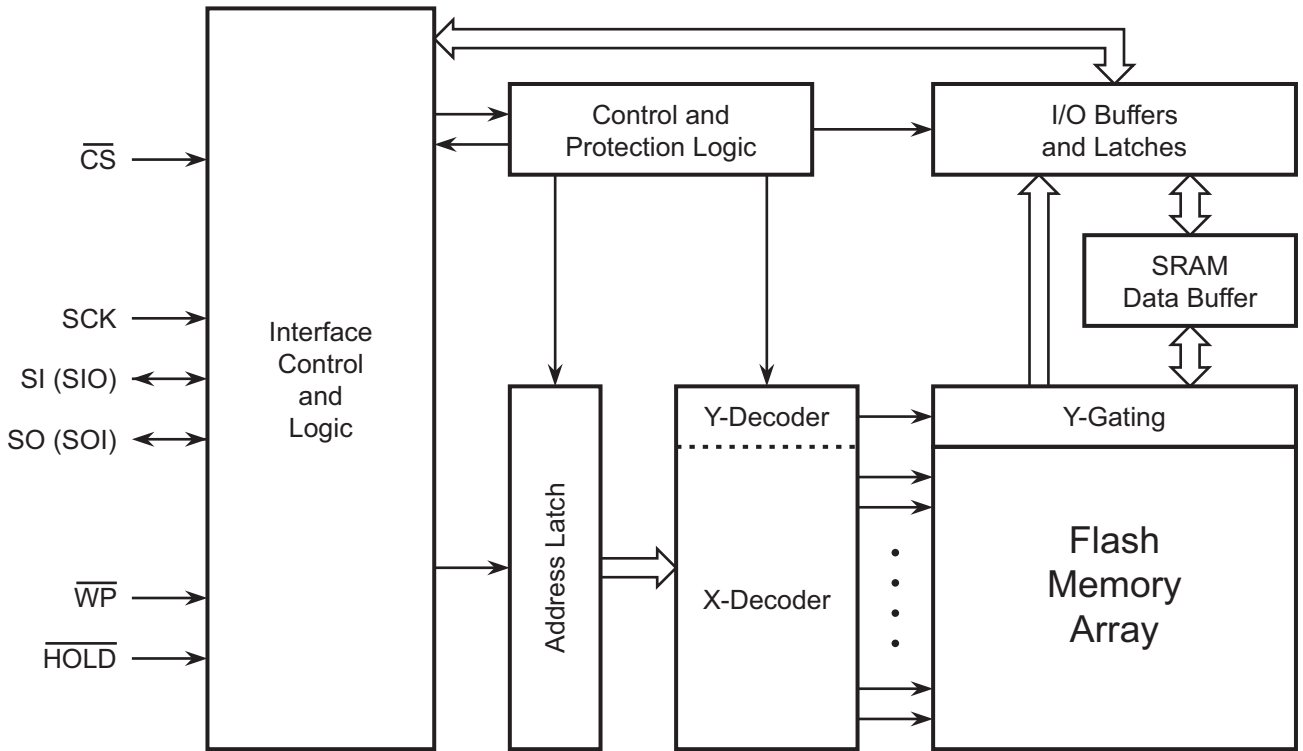 CS
SCK
SI (SIO)
SO (SOI)
WP
HOLD
Interface
Control
and
Logic
Control and
Protection Logic
I/O Buffers
and Latches
SRAM
Data Buffer
Address Latch
Y-Decoder
X-Decoder
Y-Gating
Flash
Memory
Array